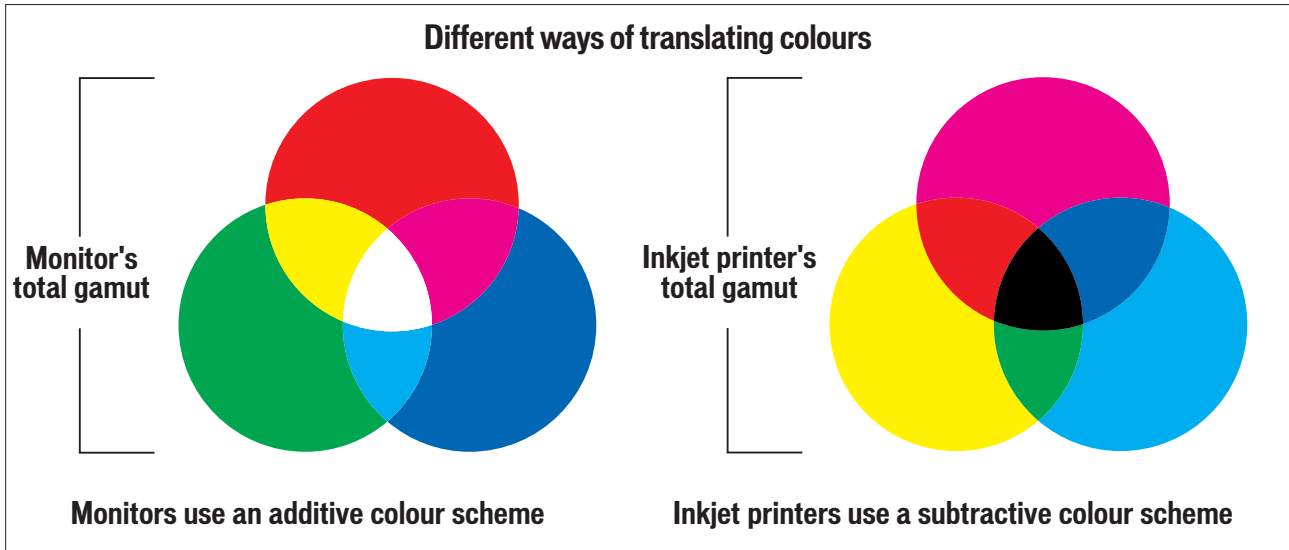 Different ways of translating colours
Monitor's
total gamut
Inkjet printer's
total gamut
Monitors use an additive colour scheme
Inkjet printers use a subtractive colour scheme